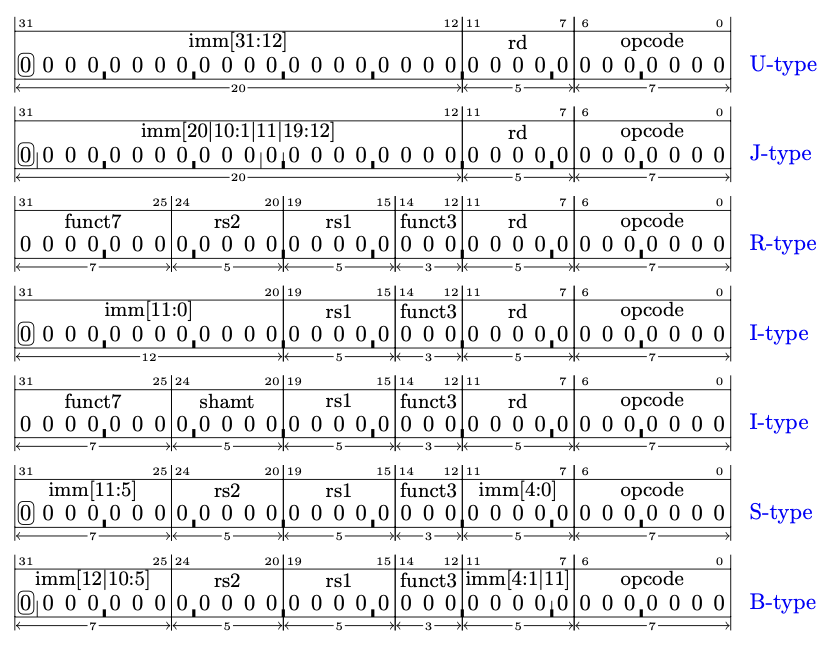 31 12 11 7 6 0
imm[31:12] rd opcode
0 0 0 0 0 0 0 0 0 0 0 0 0 0 0 0 0 0 0 0 0 0 0 0 0 0 0 0 0 0 0 0 U-type
20 5 7
31 12 11 7 6 0
imm[20|10:1|11|19:12] rd opcode
0 0 0 0 0 0 0 0 0 0 0 0 0 0 0 0 0 0 0 0 0 0 0 0 0 0 0 0 0 0 0 0 J-type
20 5 7
31 25 24 20 19 15 14 12 11 7 6 0
funct7 rs2 rs1 funct3 rd opcode
0 0 0 0 0 0 0 0 0 0 0 0 0 0 0 0 0 0 0 0 0 0 0 0 0 0 0 0 0 0 0 0 R-type
7 5 5 3 5 7
31 20 19 15 14 12 11 7 6 0
imm[11:0] rs1 funct3 rd opcode
0 0 0 0 0 0 0 0 0 0 0 0 0 0 0 0 0 0 0 0 0 0 0 0 0 0 0 0 0 0 0 0 I-type
12 5 3 5 7
31 25 24 20 19 15 14 12 11 7 6 0
funct7 shamt rs1 funct3 rd opcode
0 0 0 0 0 0 0 0 0 0 0 0 0 0 0 0 0 0 0 0 0 0 0 0 0 0 0 0 0 0 0 0 I-type
7 5 5 3 5 7
31 25 24 20 19 15 14 12 11 7 6 0
imm[11:5] rs2 rs1 funct3 imm[4:0] opcode
0 0 0 0 0 0 0 0 0 0 0 0 0 0 0 0 0 0 0 0 0 0 0 0 0 0 0 0 0 0 0 0 S-type
7 5 5 3 5 7
31 25 24 20 19 15 14 12 11 7 6 0
imm[12|10:5] rs2 rs1 funct3 imm[4:1|11] opcode
0 0 0 0 0 0 0 0 0 0 0 0 0 0 0 0 0 0 0 0 0 0 0 0 0 0 0 0 0 0 0 0 B-type
7 5 5 3 5 7